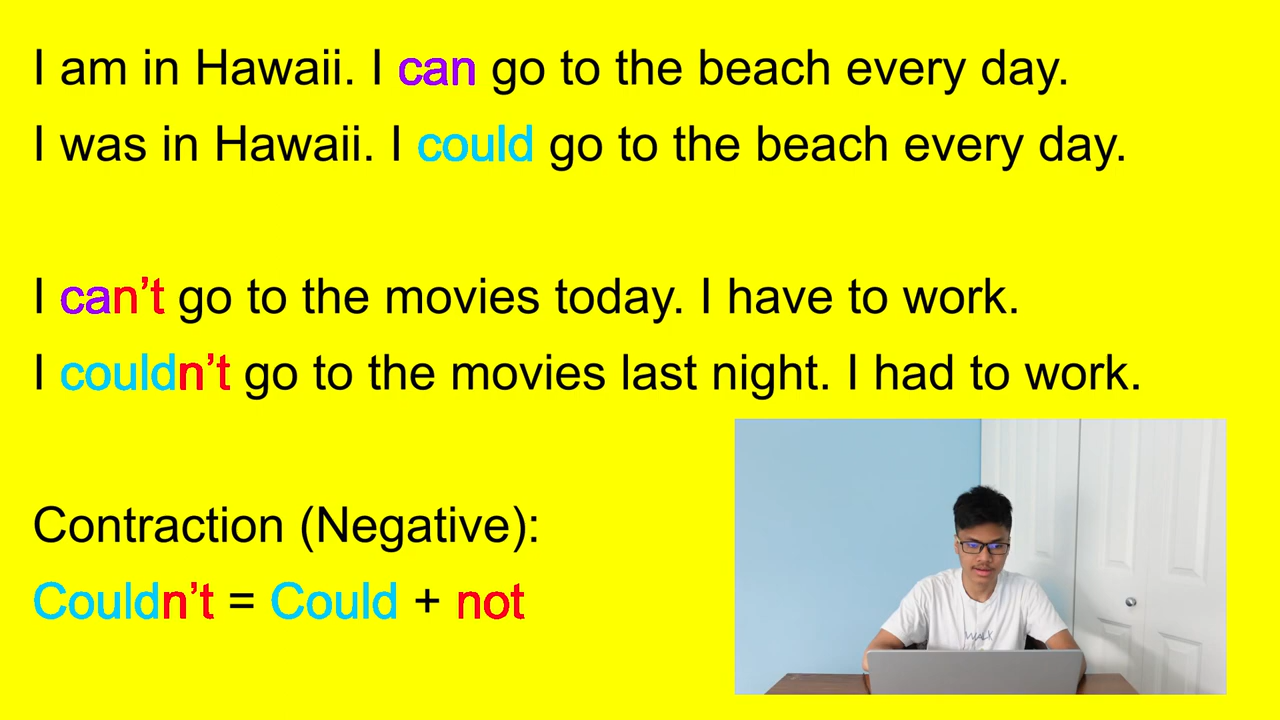 I am in Hawaii. I can go to the beach every day.
I was in Hawaii. I could go to the beach every day.
I can’t go to the movies today. I have to work.
I couldn’t go to the movies last night. I had to work.
Contraction (Negative):
Couldn’t = Could + not